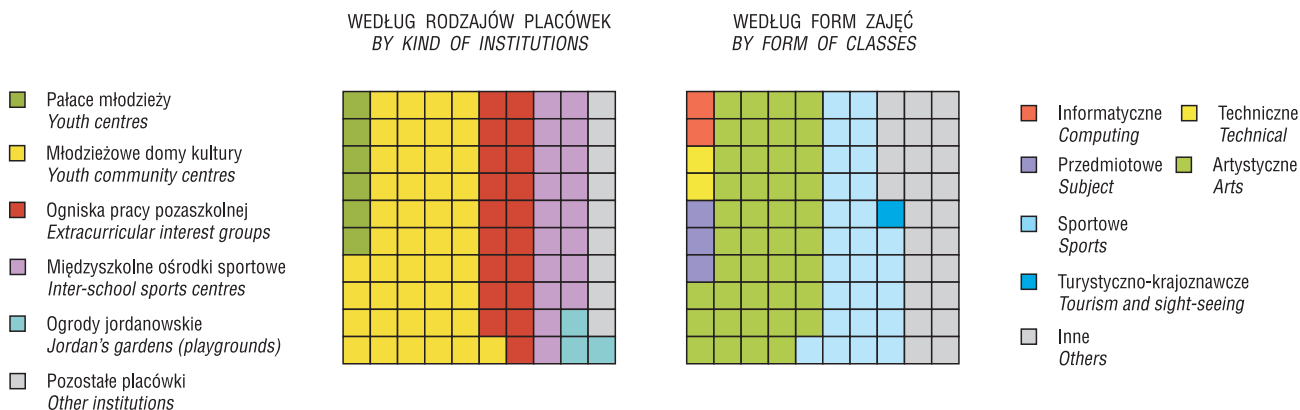 WEDŁUG RODZAJÓW PLACÓWEK
BY KIND OF INSTITUTIONS
WEDŁUG FORM ZAJĘĆ
BY FORM OF CLASSES
Pałace młodzieży
Youth centres
Młodzieżowe domy kultury
Youth community centres
Ogniska pracy pozaszkolnej
Extracurricular interest groups
Międzyszkolne ośrodki sportowe
Inter-school sports centres
Ogrody jordanowskie
Jordan's gardens (playgrounds)
Pozostałe placówki
Other institutions
Informatyczne
Computing
Techniczne
Technical
Przedmiotowe
Subject
Artystyczne
Arts
Sportowe
Sports
Turystyczno-krajoznawcze
Tourism and sight-seeing
Inne
Others